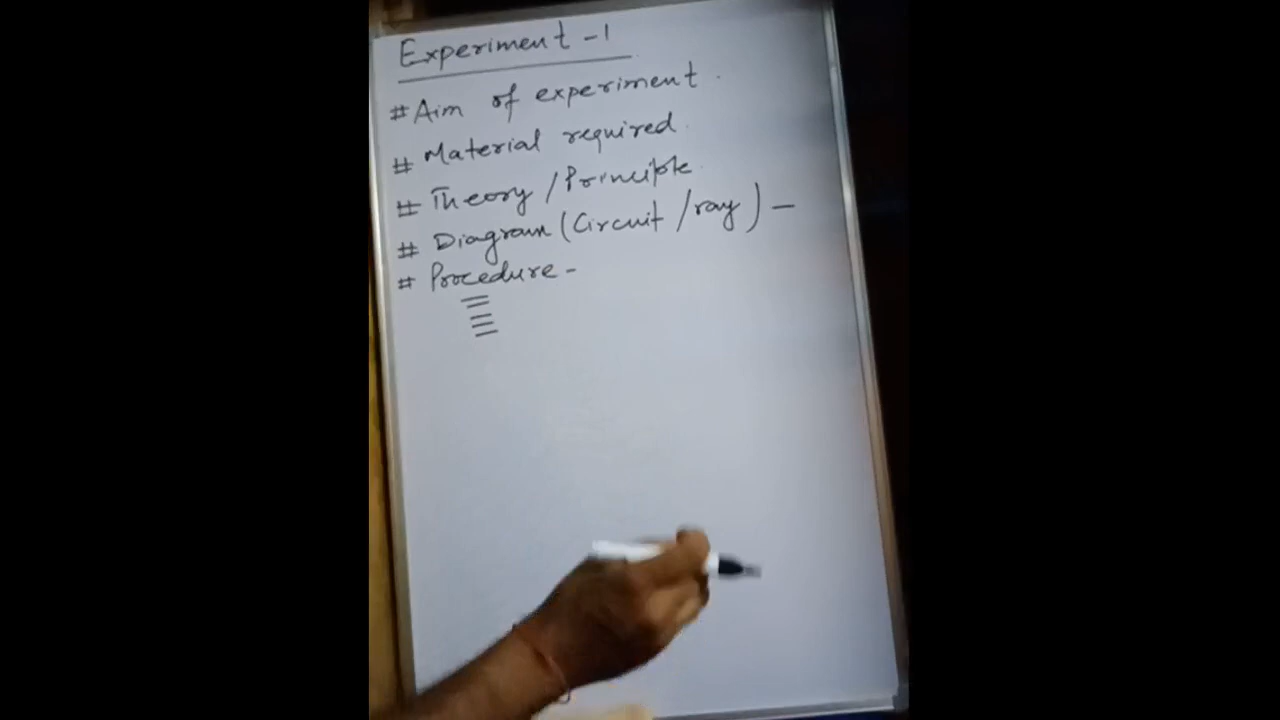 Experiment -1
# Aim of experiment.
# Material required.
# Theory/Principle
# Diagram (Circuit/ray) -
# Procedure -